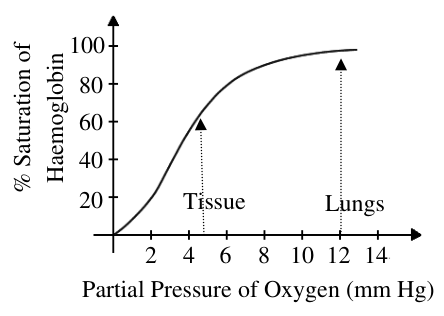 % Saturation of
Haemoglobin
100
80
60
40
20
Tissue
Lungs
2 4 6 8 10 12 14
Partial Pressure of Oxygen (mm Hg)